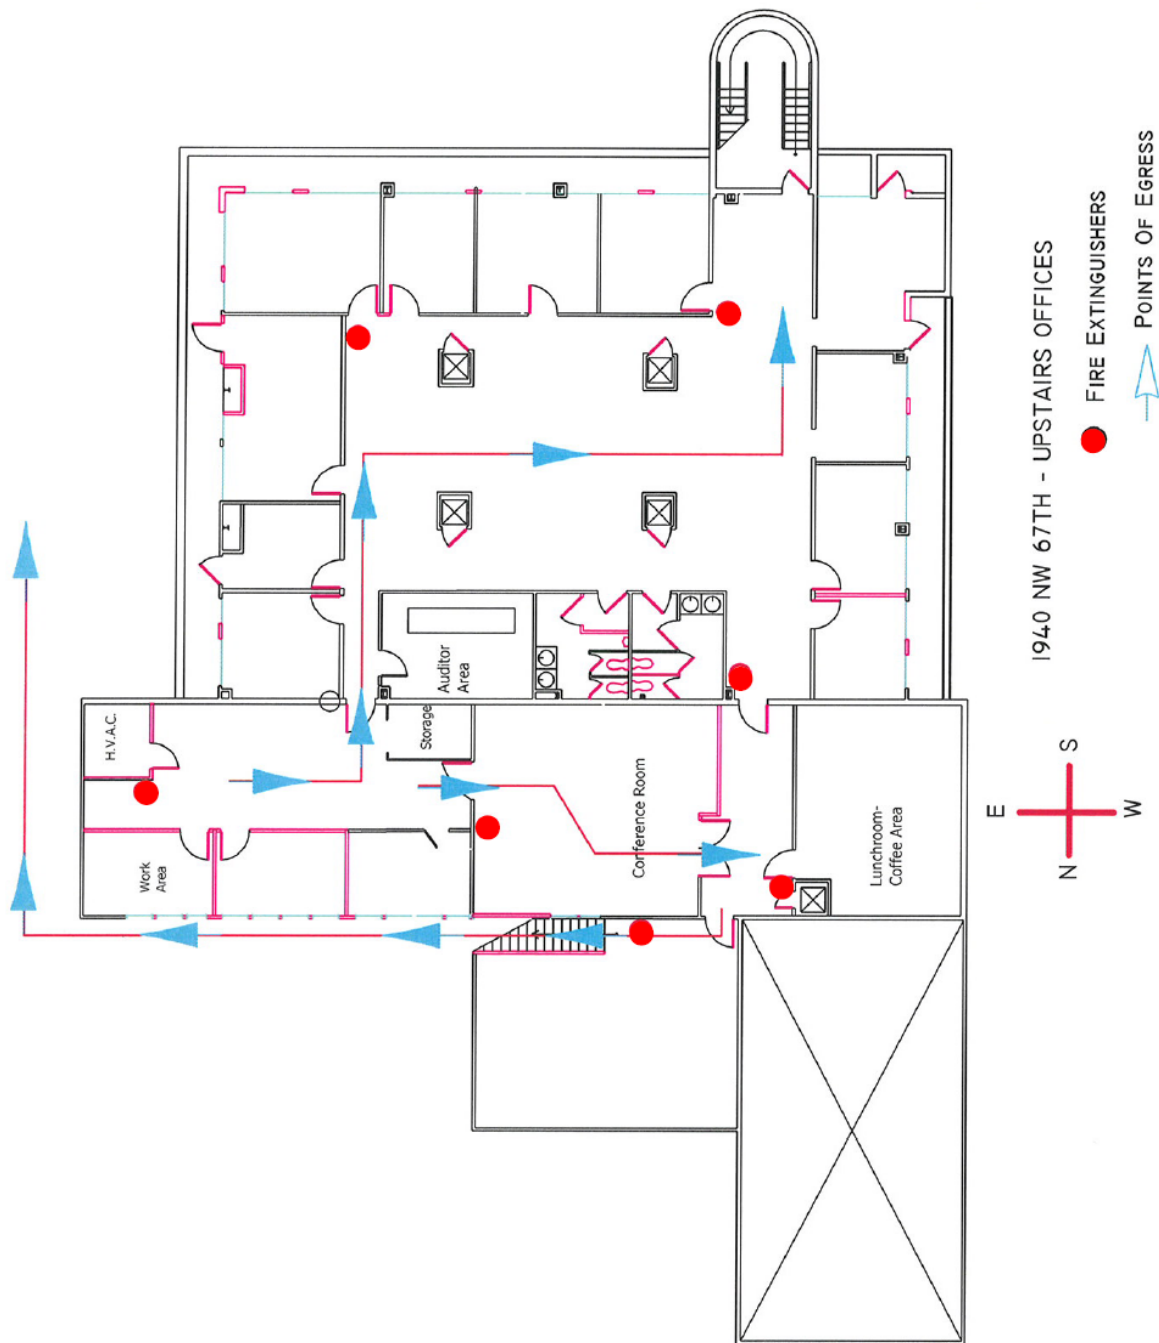 H.V.A.C.
Work
Area
Storage
Auditor
Area
Conference Room
Lunchroom-
Coffee Area
1940 NW 67TH - UPSTAIRS OFFICES
FIRE EXTINGUISHERS
POINTS OF EGRESS
E
N
S
W